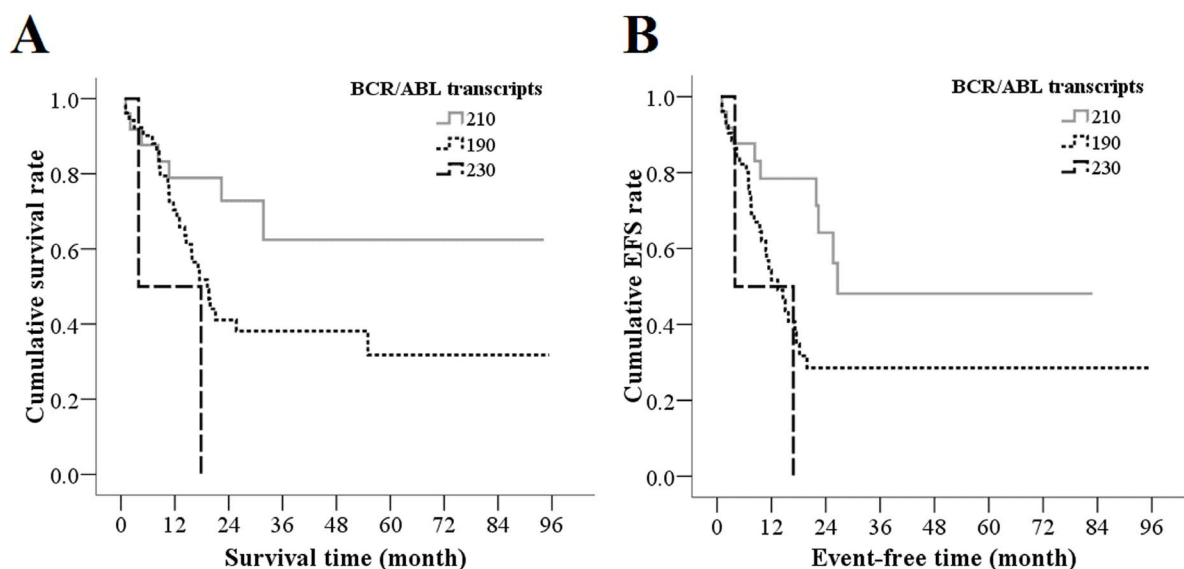 A
BCR/ABL transcripts
210
190
230
Cumulative survival rate
1.0
0.8
0.6
0.4
0.2
0.0
0 12 24 36 48 60 72 84 96
Survival time (month)
B
BCR/ABL transcripts
210
190
230
Cumulative EFS rate
1.0
0.8
0.6
0.4
0.2
0.0
0 12 24 36 48 60 72 84 96
Event-free time (month)